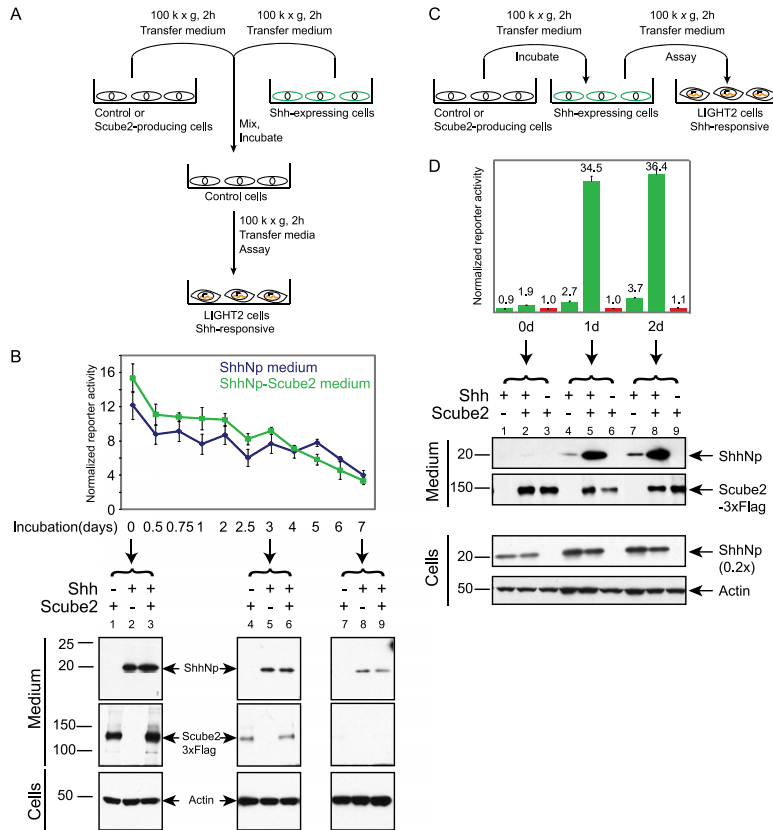 A
100 k x g, 2h
Transfer medium
100 k x g, 2h
Transfer medium
Control or
Scube2-producing cells
Shh-expressing cells
Mix,
Incubate
Control cells
100 k x g, 2h
Transfer media
Assay
LIGHT2 cells
Shh-responsive
B
Normalized reporter activity
16
12
8
4
0
ShhNp medium
ShhNp-Scube2 medium
Incubation(days) 0 0.5 0.75 1 2 2.5 3 4 5 6 7
Shh - + + - + + - + +
Scube2 + - + + - + + - +
1 2 3 4 5 6 7 8 9
Medium
25
20
ShhNp
150
100
Scube2
3xFlag
Cells
50
Actin
C
100 k x g, 2h
Transfer medium
100 k x g, 2h
Transfer medium
Incubate
Assay
Control or
Scube2-producing cells
Shh-expressing cells
LIGHT2 cells
Shh-responsive
D
Normalized reporter activity
0.9 1.9 1.0 2.7 34.5 1.0 3.7 36.4 1.1
0d 1d 2d
Shh + + - + + - + + -
Scube2 - + + - + + - + +
1 2 3 4 5 6 7 8 9
Medium
20
ShhNp
150
Scube2
-3xFlag
Cells
20
ShhNp
(0.2x)
50
Actin